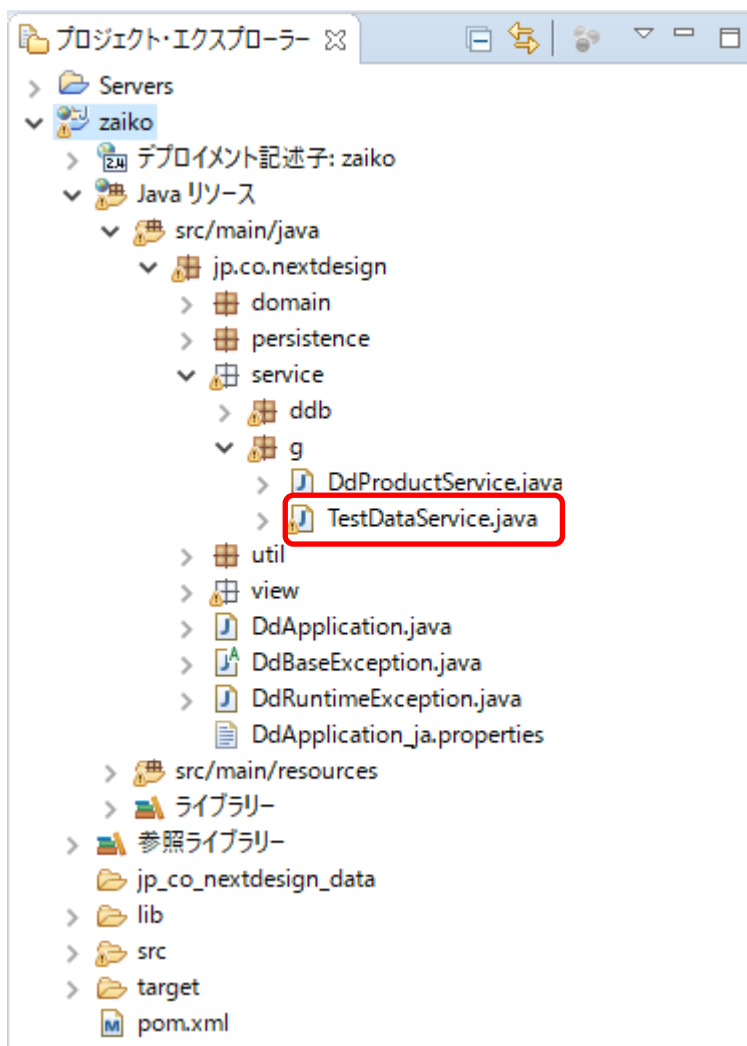 プロジェクト・エクスプローラー
Servers
zaiko
デプロイメント記述子: zaiko
Java リソース
src/main/java
jp.co.nextdesign
domain
persistence
service
ddb
g
DdProductService.java
TestDataService.java
util
view
DdApplication.java
DdBaseException.java
DdRuntimeException.java
DdApplication_ja.properties
src/main/resources
ライブラリー
参照ライブラリー
jp_co_nextdesign_data
lib
src
target
pom.xml